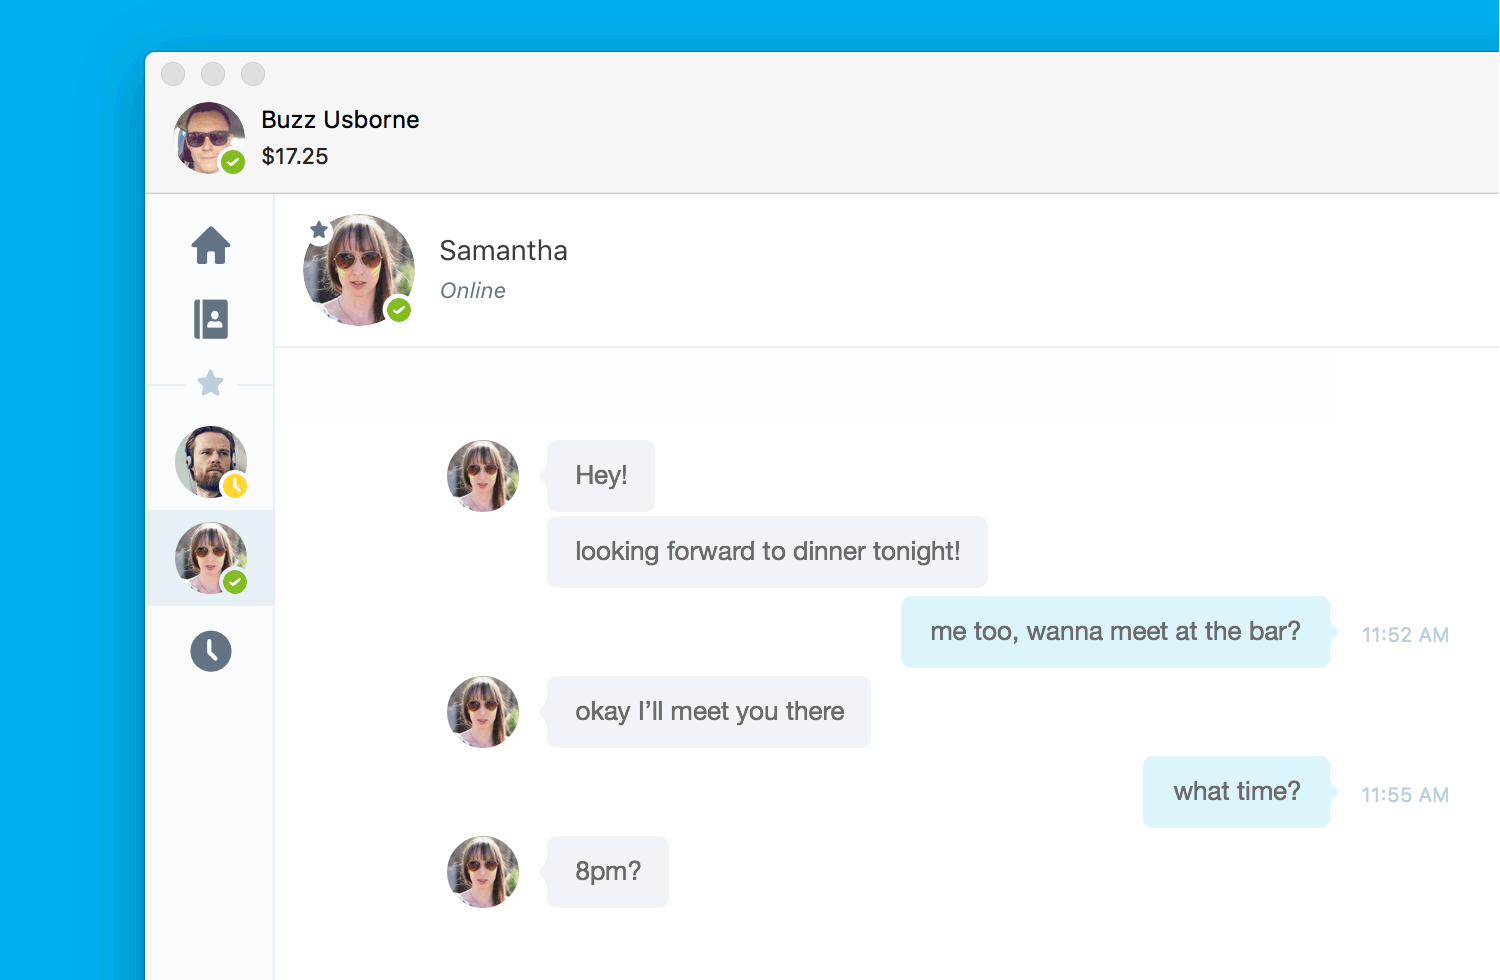 Buzz Usborne
$17.25
Samantha
Online
Hey!
looking forward to dinner tonight!
me too, wanna meet at the bar?
11:52 AM
okay I’ll meet you there
what time?
11:55 AM
8pm?